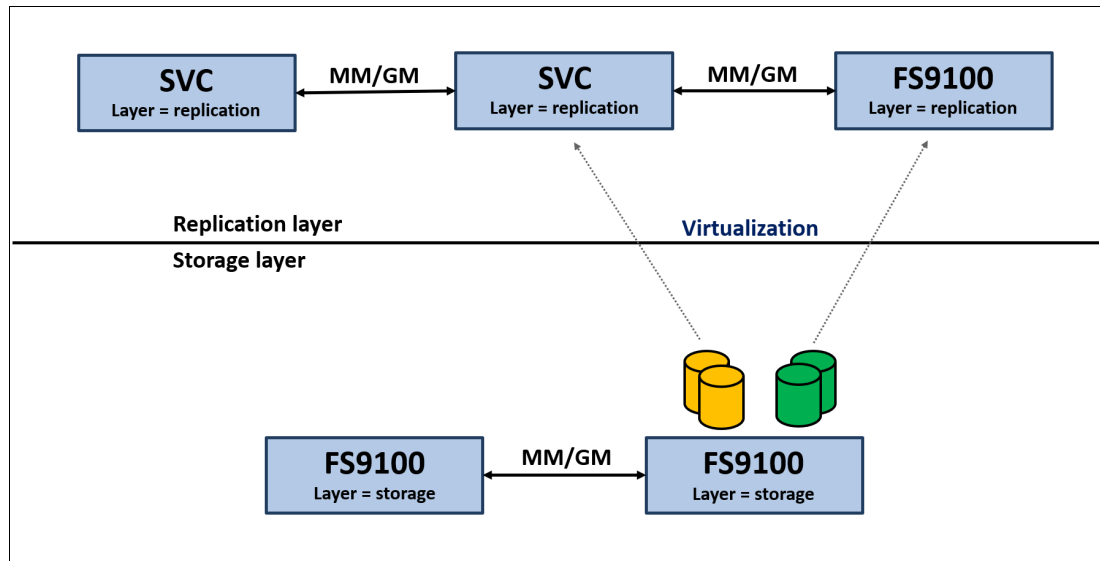 SVC
Layer = replication
MM/GM
SVC
Layer = replication
MM/GM
FS9100
Layer = replication
Replication layer
Virtualization
Storage layer
FS9100
Layer = storage
MM/GM
FS9100
Layer = storage